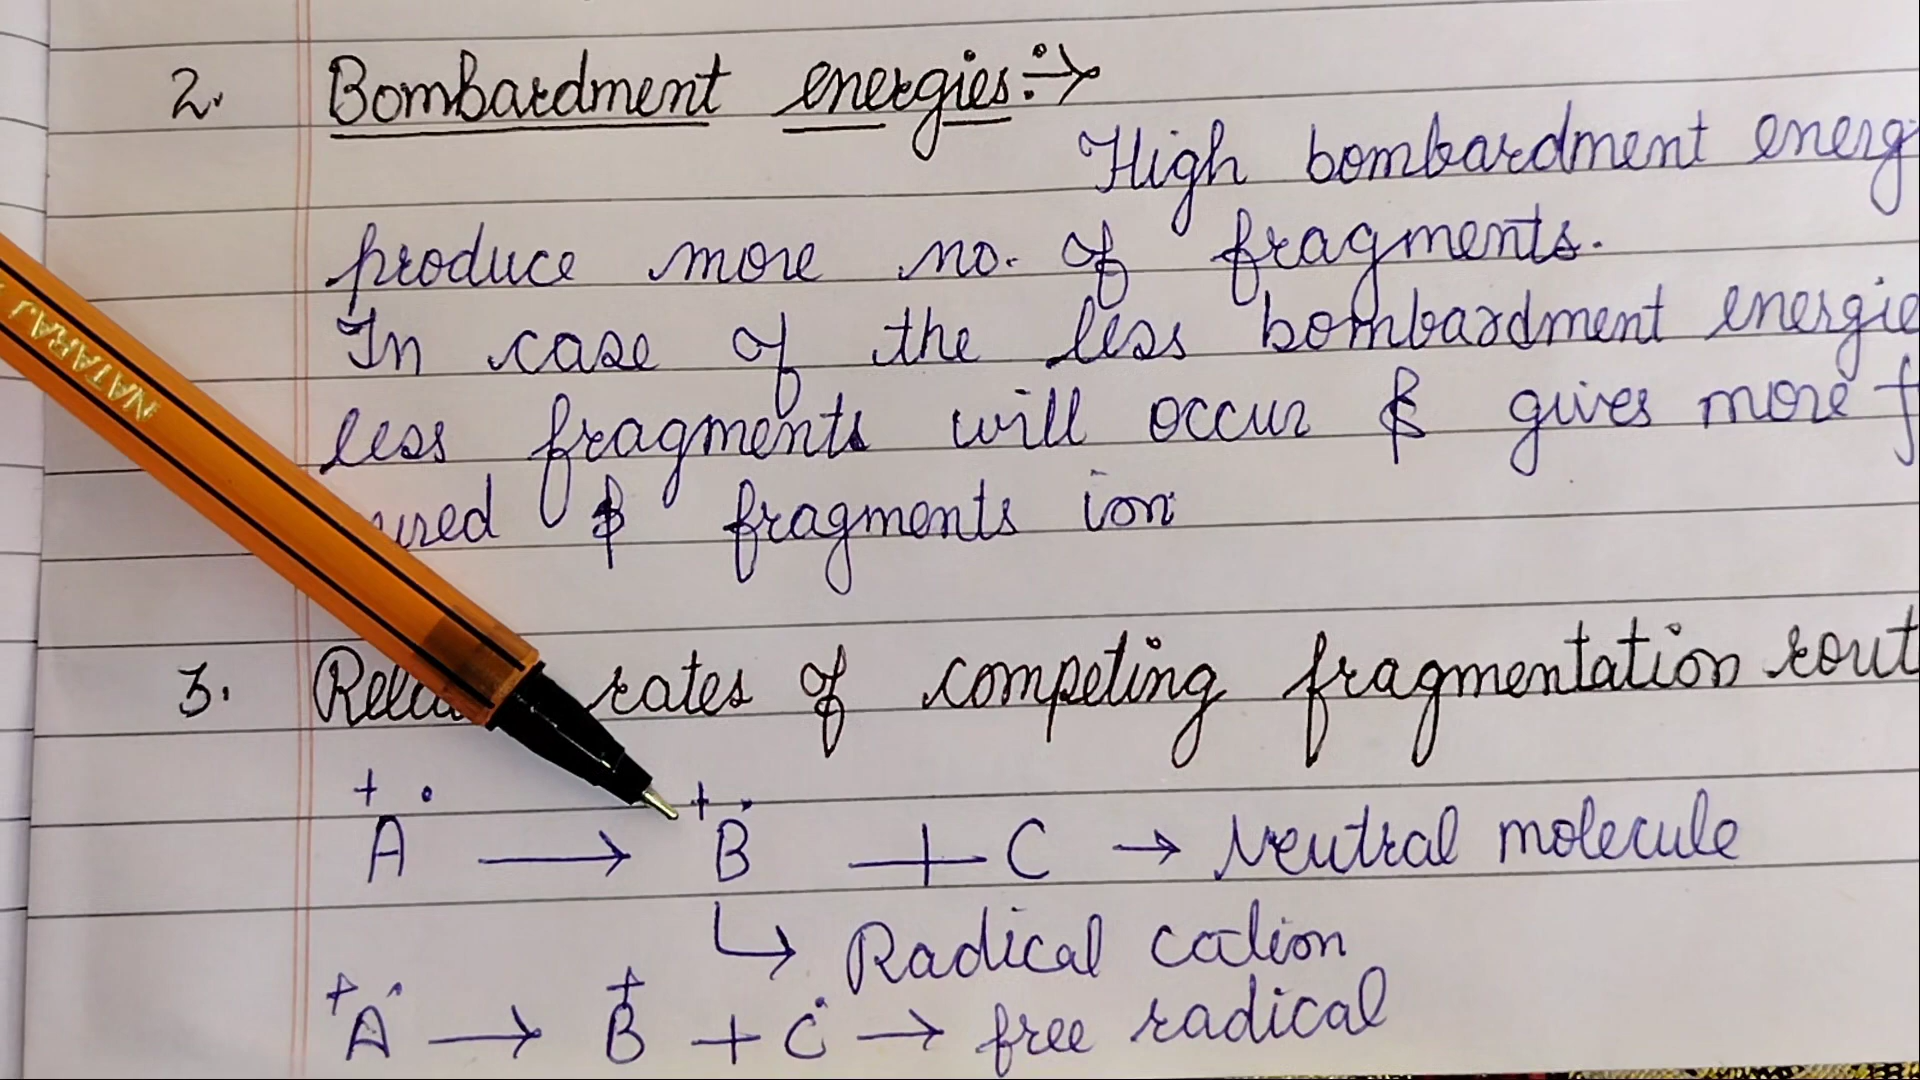 2. Bombardment energies:→
High bombardment energ
produce more no. of fragments.
In case of the less bombardment energie
less fragments will occur & gives more f
& fragments ion
3. rates of competing fragmentation rout
+A• → +B• + C → Neutral molecule
↳ Radical cation
+A• → +B + C• → free radical
NATARAJ